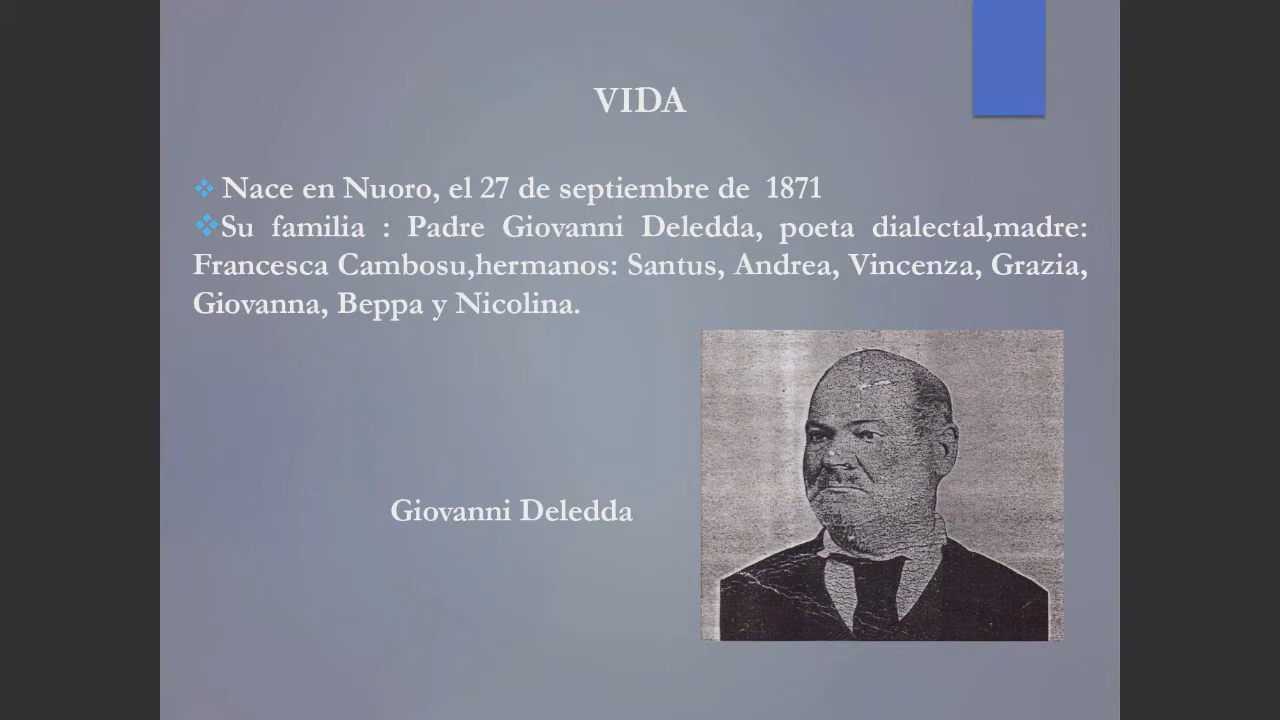 VIDA
Nace en Nuoro, el 27 de septiembre de 1871
Su familia : Padre Giovanni Deledda, poeta dialectal,madre:
Francesca Cambosu,hermanos: Santus, Andrea, Vincenza, Grazia,
Giovanna, Beppa y Nicolina.
Giovanni Deledda